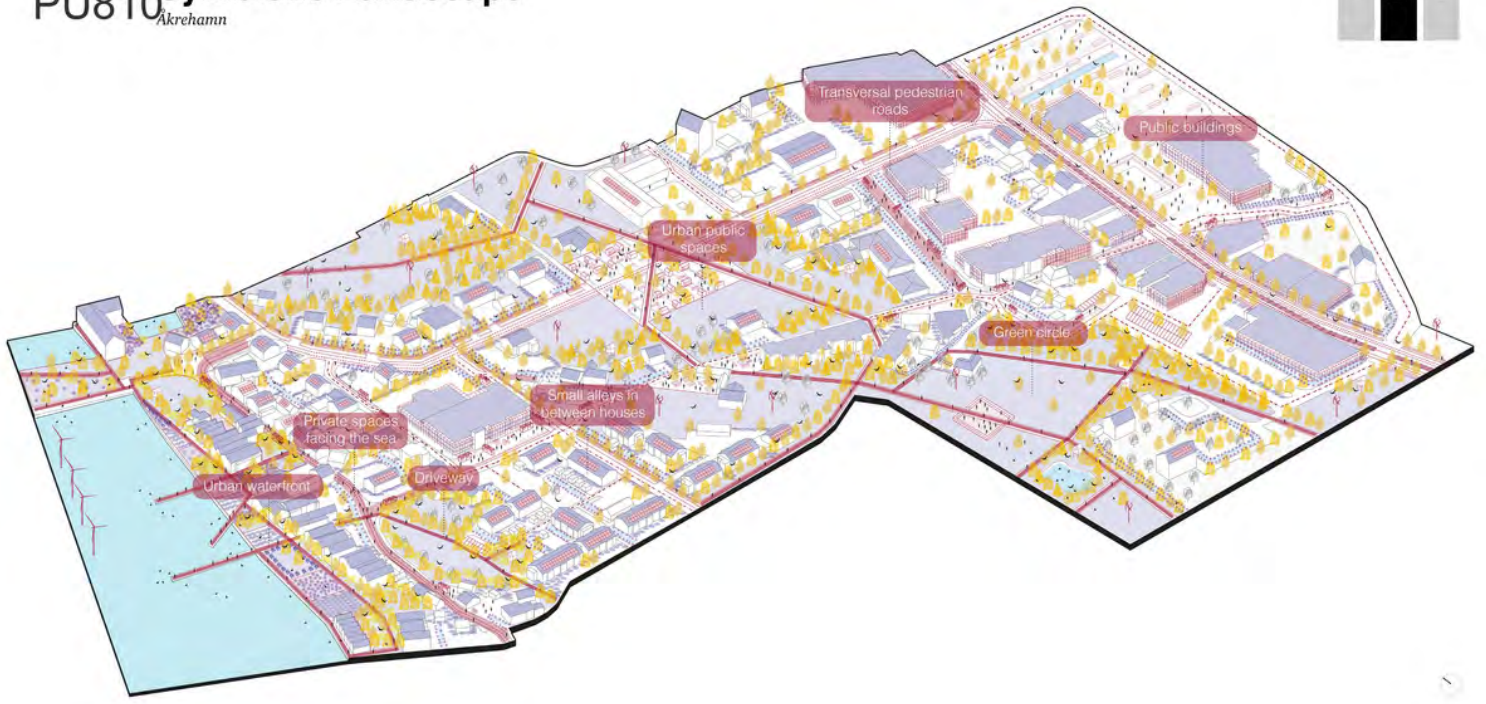 PU810
Åkrehamn
Transversal pedestrian
roads
Public buildings
Urban public
spaces
Green circle
Small alleys in
between houses
Private spaces
facing the sea
Driveway
Urban waterfront